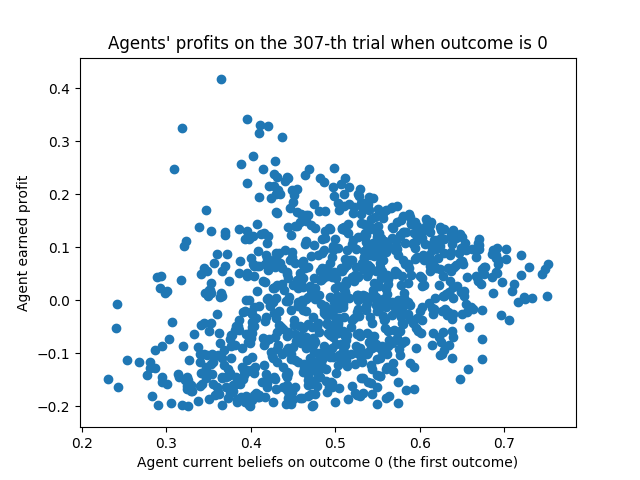 Agents' profits on the 307-th trial when outcome is 0
Agent earned profit
0.4
0.3
0.2
0.1
0.0
−0.1
−0.2
0.2 0.3 0.4 0.5 0.6 0.7
Agent current beliefs on outcome 0 (the first outcome)